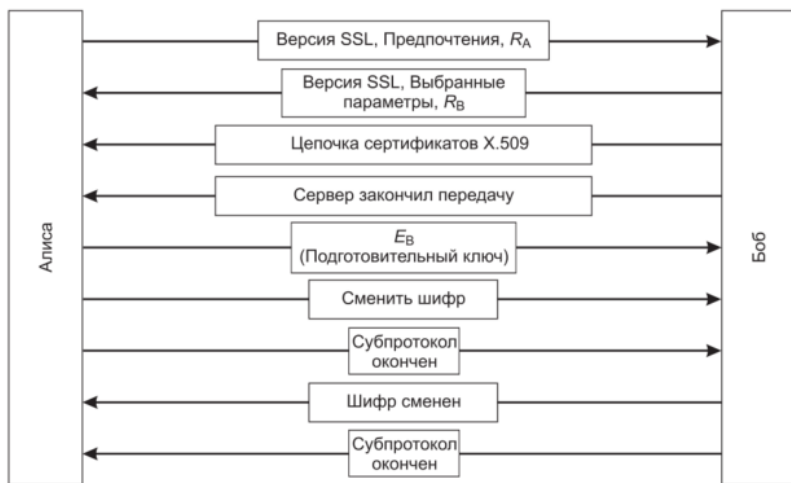 Алиса
Версия SSL, Предпочтения, RA
Версия SSL, Выбранные
параметры, RB
Цепочка сертификатов X.509
Сервер закончил передачу
EB
(Подготовительный ключ)
Сменить шифр
Субпротокол
окончен
Шифр сменен
Субпротокол
окончен
Боб